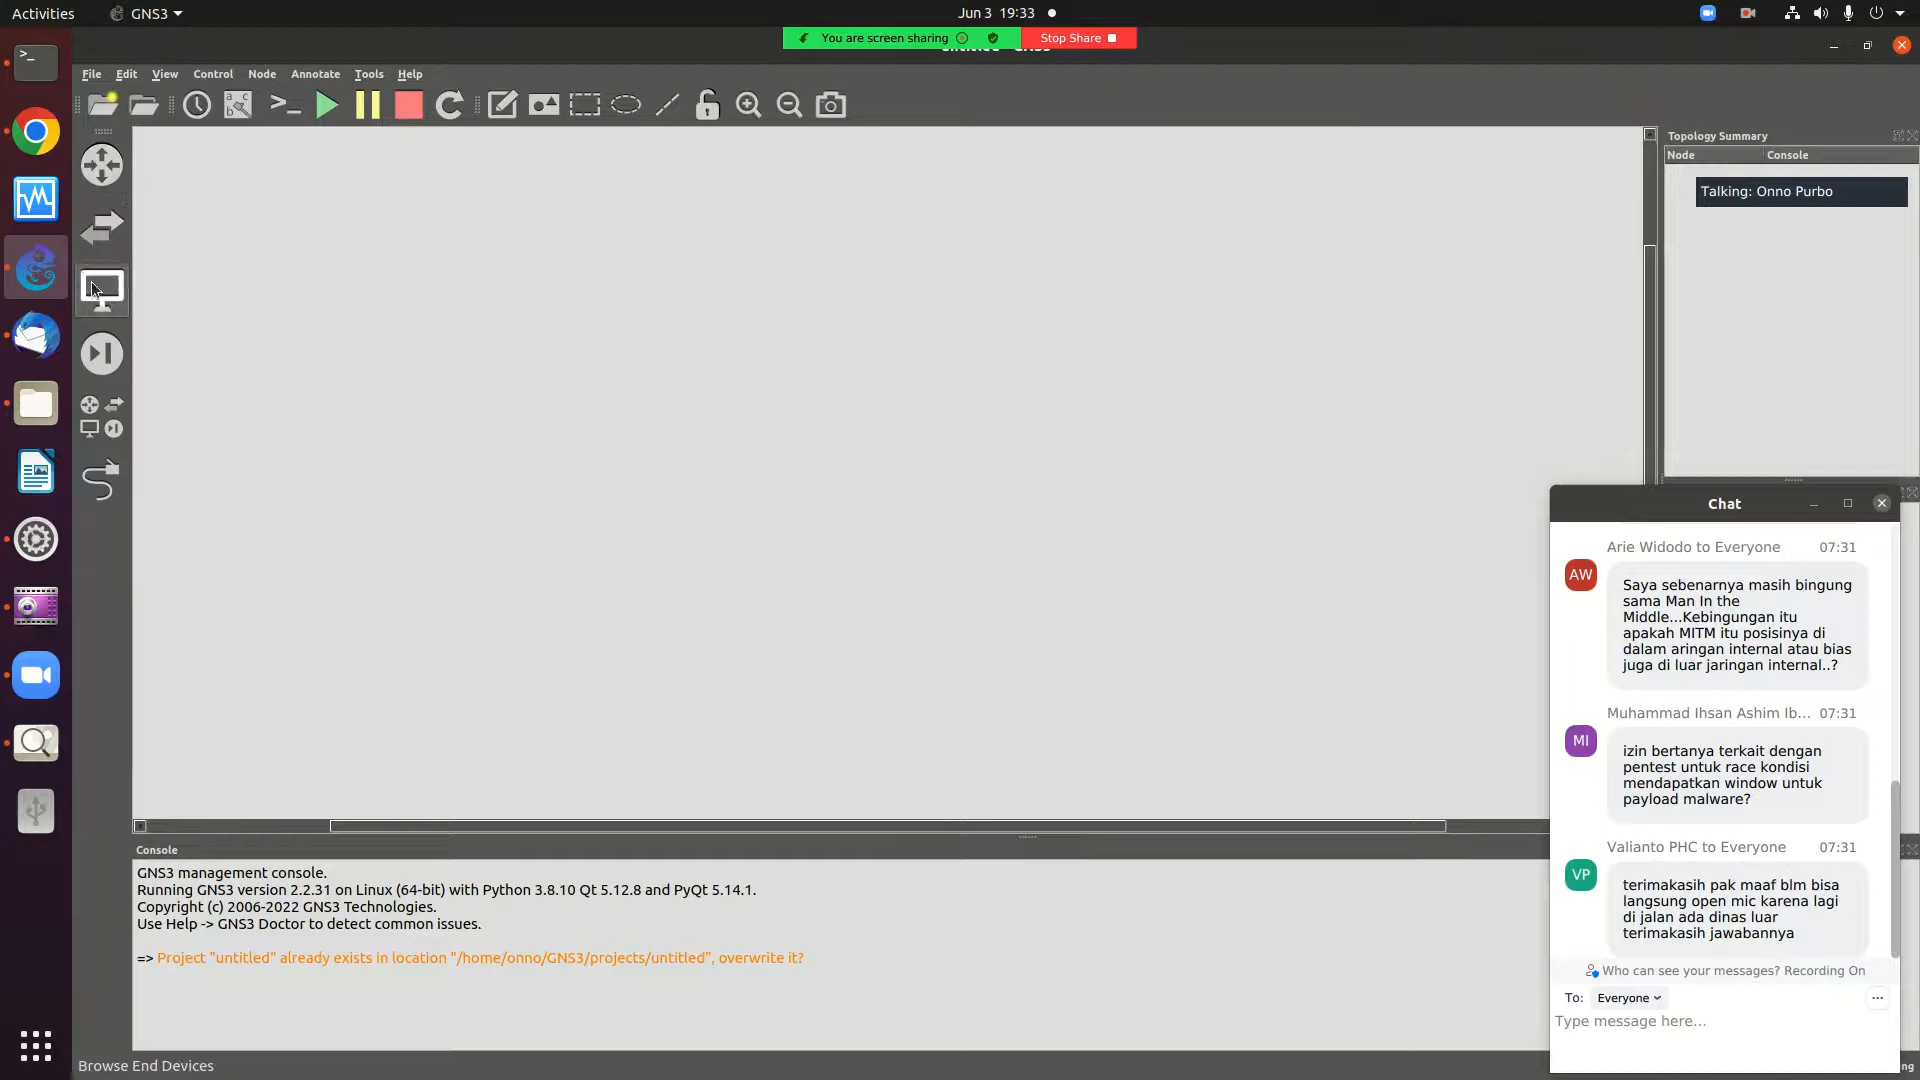 Activities
GNS3
Jun 3 19:33
You are screen sharing
Stop Share
File Edit View Control Node Annotate Tools Help
Topology Summary
Node Console
Talking: Onno Purbo
Chat
Arie Widodo to Everyone 07:31
AW
Saya sebenarnya masih bingung
sama Man In the
Middle...Kebingungan itu
apakah MITM itu posisinya di
dalam aringan internal atau bias
juga di luar jaringan internal..?
Muhammad Ihsan Ashim Ib... 07:31
MI
izin bertanya terkait dengan
pentest untuk race kondisi
mendapatkan window untuk
payload malware?
Valianto PHC to Everyone 07:31
VP
terimakasih pak maaf blm bisa
langsung open mic karena lagi
di jalan ada dinas luar
terimakasih jawabannya
Who can see your messages? Recording On
To: Everyone
Type message here...
Console
GNS3 management console.
Running GNS3 version 2.2.31 on Linux (64-bit) with Python 3.8.10 Qt 5.12.8 and PyQt 5.14.1.
Copyright (c) 2006-2022 GNS3 Technologies.
Use Help -> GNS3 Doctor to detect common issues.
=> Project "untitled" already exists in location "/home/onno/GNS3/projects/untitled", overwrite it?
Browse End Devices